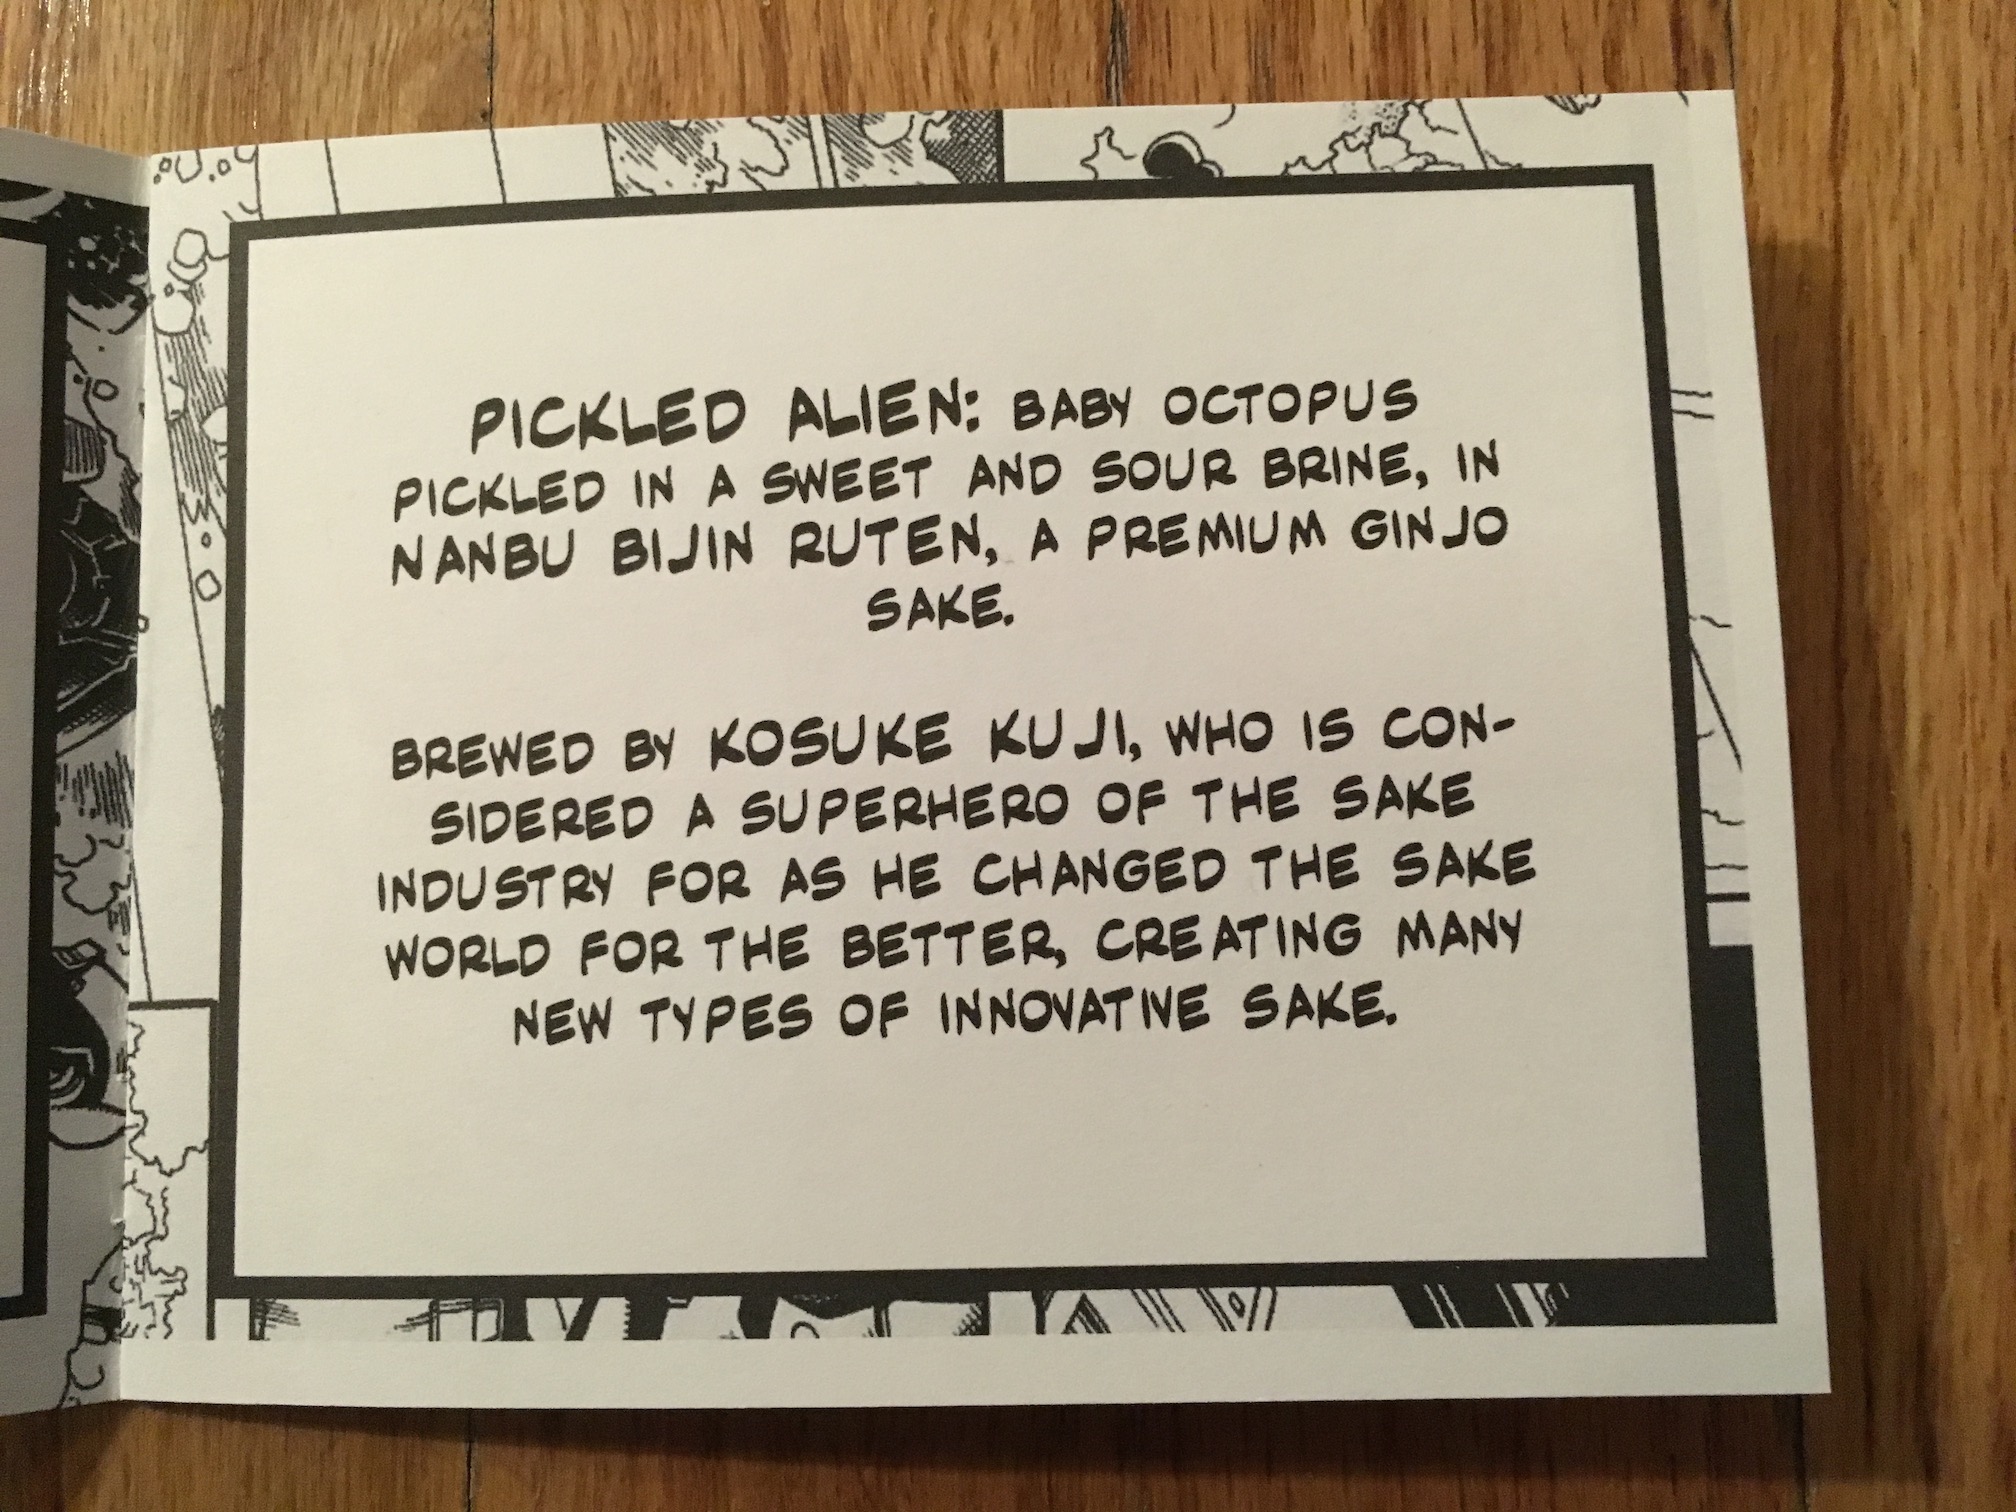 PICKLED ALIEN: BABY OCTOPUS
PICKLED IN A SWEET AND SOUR BRINE, IN
NANBU BIJIN RUTEN, A PREMIUM GINJO
SAKE.
BREWED BY KOSUKE KUJI, WHO IS CON-
SIDERED A SUPERHERO OF THE SAKE
INDUSTRY FOR AS HE CHANGED THE SAKE
WORLD FOR THE BETTER, CREATING MANY
NEW TYPES OF INNOVATIVE SAKE.